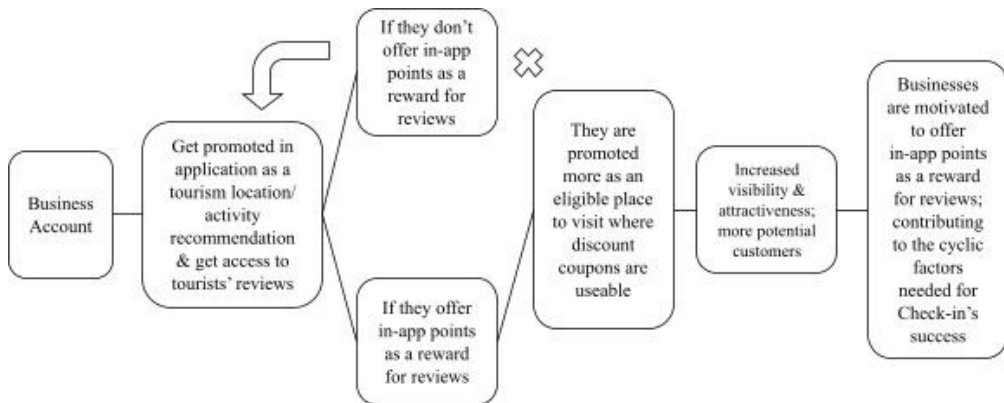 Business
Account
Get promoted in
application as a
tourism location/
activity
recommendation
& get access to
tourists' reviews
If they don't
offer in-app
points as a
reward for
reviews
If they offer
in-app points
as a reward
for reviews
They are
promoted
more as an
eligible place
to visit where
discount
coupons are
useable
Increased
visibility &
attractiveness;
more potential
customers
Businesses
are motivated
to offer
in-app points
as a reward
for reviews;
contributing
to the cyclic
factors
needed for
Check-in's
success